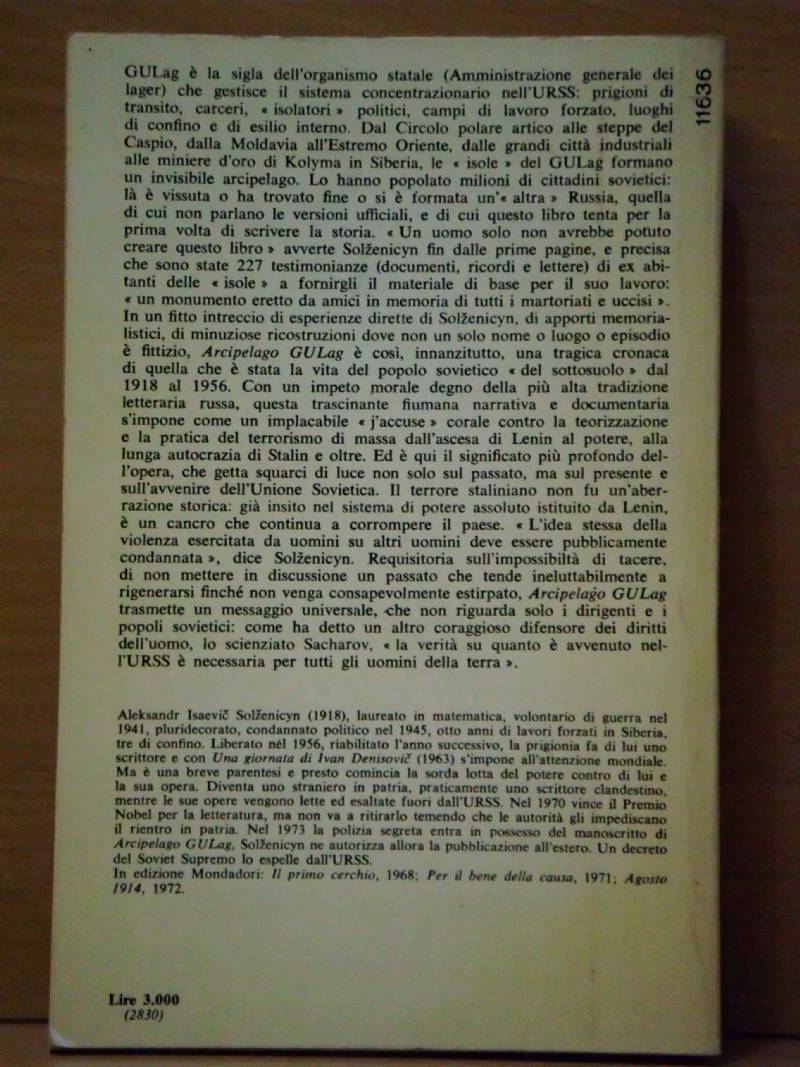 GULag è la sigla dell'organismo statale (Amministrazione generale dei
lager) che gestisce il sistema concentrazionario nell'URSS: prigioni di
transito, carceri, « isolatori » politici, campi di lavoro forzato, luoghi
di confino e di esilio interno. Dal Circolo polare artico alle steppe del
Caspio, dalla Moldavia all'Estremo Oriente, dalle grandi città industriali
alle miniere d'oro di Kolyma in Siberia, le « isole » del GULag formano
un invisibile arcipelago. Lo hanno popolato milioni di cittadini sovietici:
là è vissuta o ha trovato fine o si è formata un'« altra » Russia, quella
di cui non parlano le versioni ufficiali, e di cui questo libro tenta per la
prima volta di scrivere la storia. « Un uomo solo non avrebbe potuto
creare questo libro » avverte Solženicyn fin dalle prime pagine, e precisa
che sono state 227 testimonianze (documenti, ricordi e lettere) di ex abi-
tanti delle « isole » a fornirgli il materiale di base per il suo lavoro:
« un monumento eretto da amici in memoria di tutti i martoriati e uccisi ».
In un fitto intreccio di esperienze dirette di Solženicyn, di apporti memoria-
listici, di minuziose ricostruzioni dove non un solo nome o luogo o episodio
è fittizio, Arcipelago GULag è così, innanzitutto, una tragica cronaca
di quella che è stata la vita del popolo sovietico « del sottosuolo » dal
1918 al 1956. Con un impeto morale degno della più alta tradizione
letteraria russa, questa trascinante fiumana narrativa e documentaria
s'impone come un implacabile « j'accuse » corale contro la teorizzazione
e la pratica del terrorismo di massa dall'ascesa di Lenin al potere, alla
lunga autocrazia di Stalin e oltre. Ed è qui il significato più profondo del-
l'opera, che getta squarci di luce non solo sul passato, ma sul presente e
sull'avvenire dell'Unione Sovietica. Il terrore staliniano non fu un'aber-
razione storica: già insito nel sistema di potere assoluto istituito da Lenin,
è un cancro che continua a corrompere il paese. « L'idea stessa della
violenza esercitata da uomini su altri uomini deve essere pubblicamente
condannata », dice Solženicyn. Requisitoria sull'impossibiltà di tacere,
di non mettere in discussione un passato che tende ineluttabilmente a
rigenerarsi finché non venga consapevolmente estirpato, Arcipelago GULag
trasmette un messaggio universale, che non riguarda solo i dirigenti e i
popoli sovietici: come ha detto un altro coraggioso difensore dei diritti
dell'uomo, lo scienziato Sacharov, « la verità su quanto è avvenuto nel-
l'URSS è necessaria per tutti gli uomini della terra ».
Aleksandr Isaevič Solženicyn (1918), laureato in matematica, volontario di guerra nel
1941, pluridecorato, condannato politico nel 1945, otto anni di lavori forzati in Siberia,
tre di confino. Liberato nel 1956, riabilitato l'anno successivo, la prigionia fa di lui uno
scrittore e con Una giornata di Ivan Denisovič (1963) s'impone all'attenzione mondiale.
Ma è una breve parentesi e presto comincia la sorda lotta del potere contro di lui e
la sua opera. Diventa uno straniero in patria, praticamente uno scrittore clandestino,
mentre le sue opere vengono lette ed esaltate fuori dall'URSS. Nel 1970 vince il Premio
Nobel per la letteratura, ma non va a ritirarlo temendo che le autorità gli impediscano
il rientro in patria. Nel 1973 la polizia segreta entra in possesso del manoscritto di
Arcipelago GULag, Solženicyn ne autorizza allora la pubblicazione all'estero. Un decreto
del Soviet Supremo lo espelle dall'URSS.
In edizione Mondadori: Il primo cerchio, 1968; Per il bene della causa, 1971; Agosto
1914, 1972.
Lire 3.000
(2830)
11636